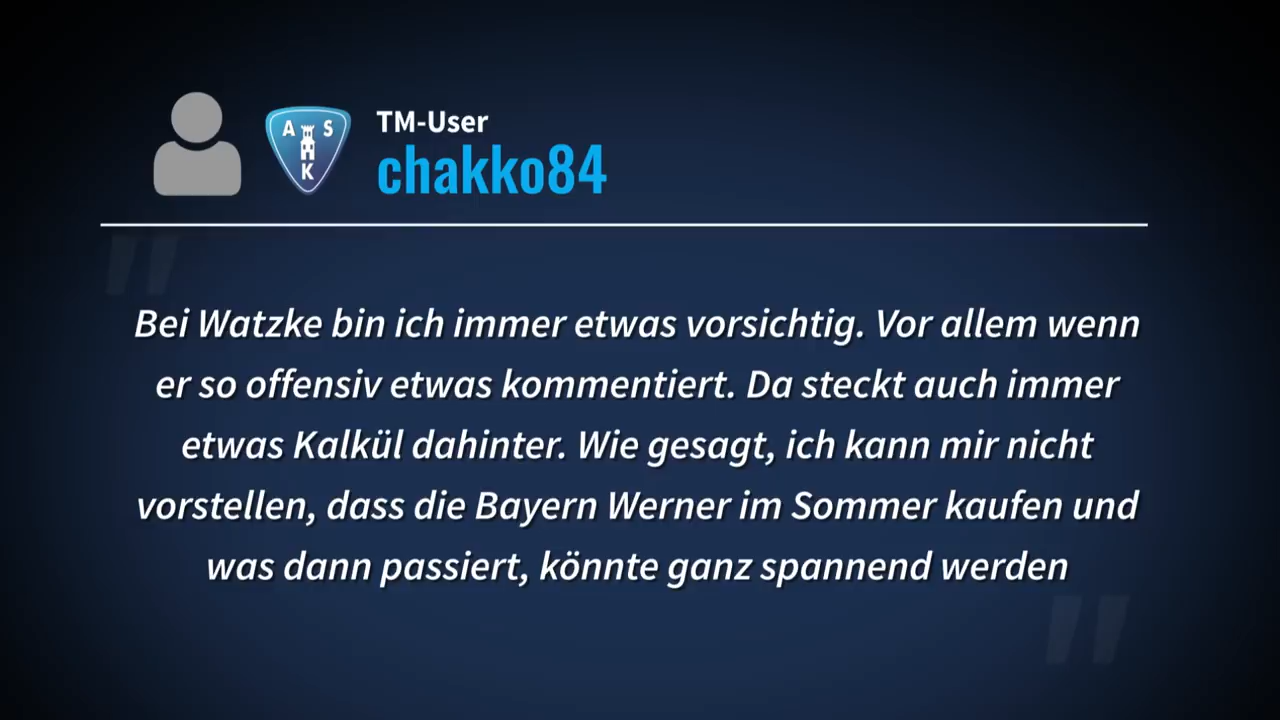 A S
K
TM-User
chakko84
Bei Watzke bin ich immer etwas vorsichtig. Vor allem wenn
er so offensiv etwas kommentiert. Da steckt auch immer
etwas Kalkül dahinter. Wie gesagt, ich kann mir nicht
vorstellen, dass die Bayern Werner im Sommer kaufen und
was dann passiert, könnte ganz spannend werden